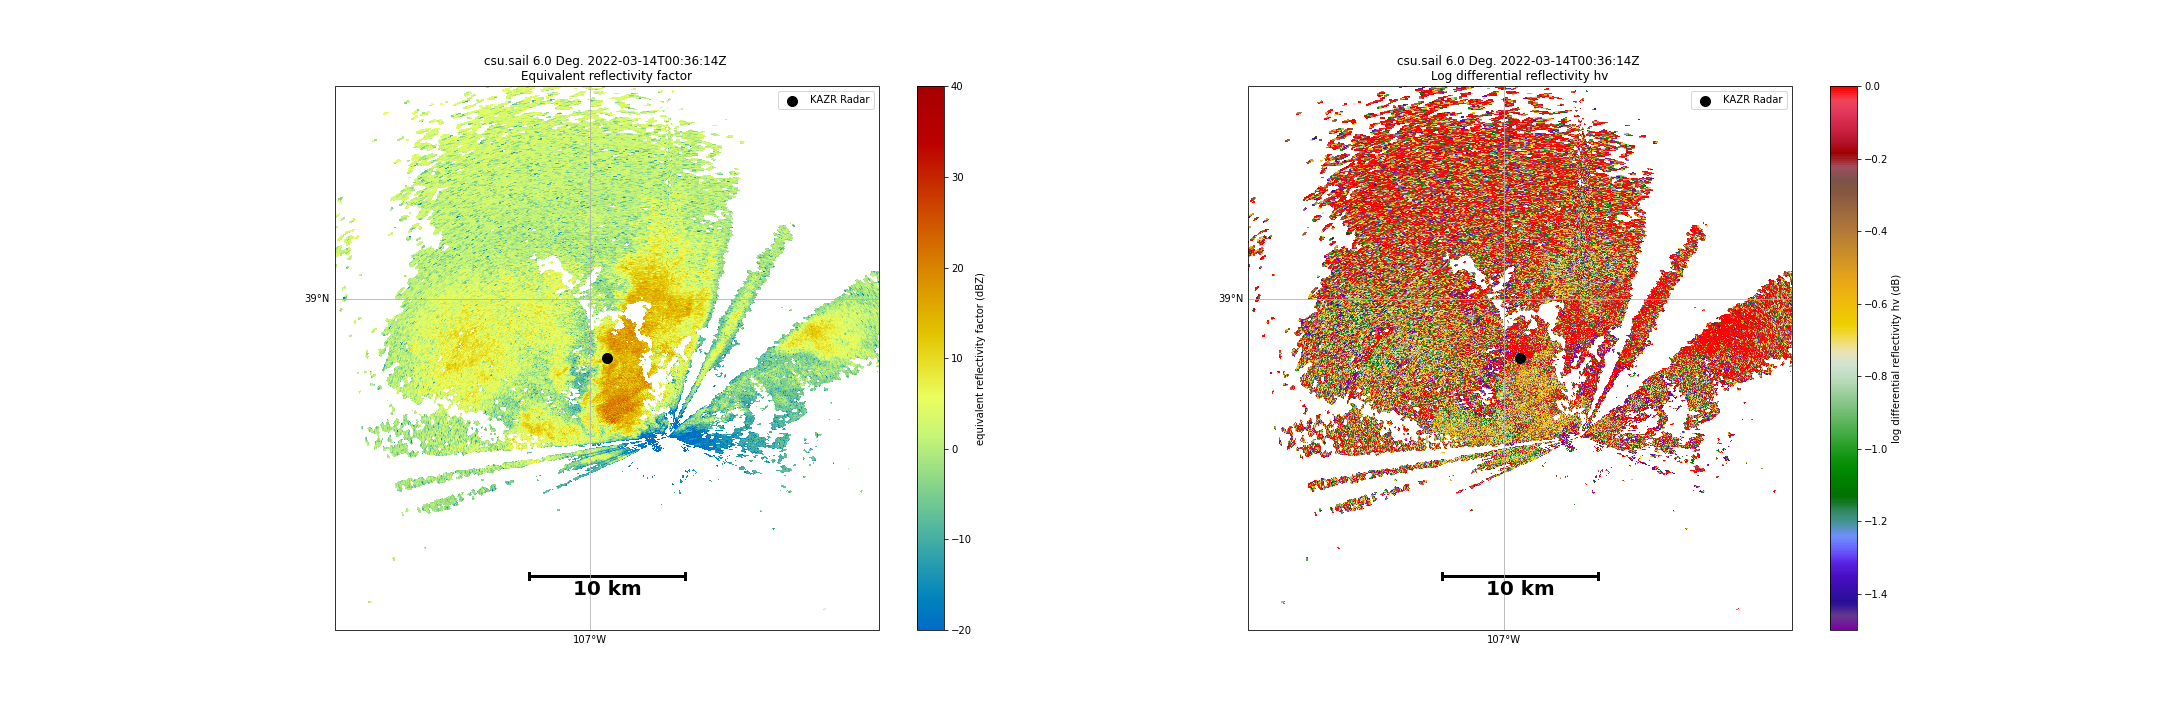 csu.sail 6.0 Deg. 2022-03-14T00:36:14Z
Equivalent reflectivity factor
KAZR Radar
39°N
107°W
10 km
40
30
20
10
0
−10
−20
equivalent reflectivity factor (dBZ)
csu.sail 6.0 Deg. 2022-03-14T00:36:14Z
Log differential reflectivity hv
KAZR Radar
39°N
107°W
10 km
0.0
−0.2
−0.4
−0.6
−0.8
−1.0
−1.2
−1.4
log differential reflectivity hv (dB)